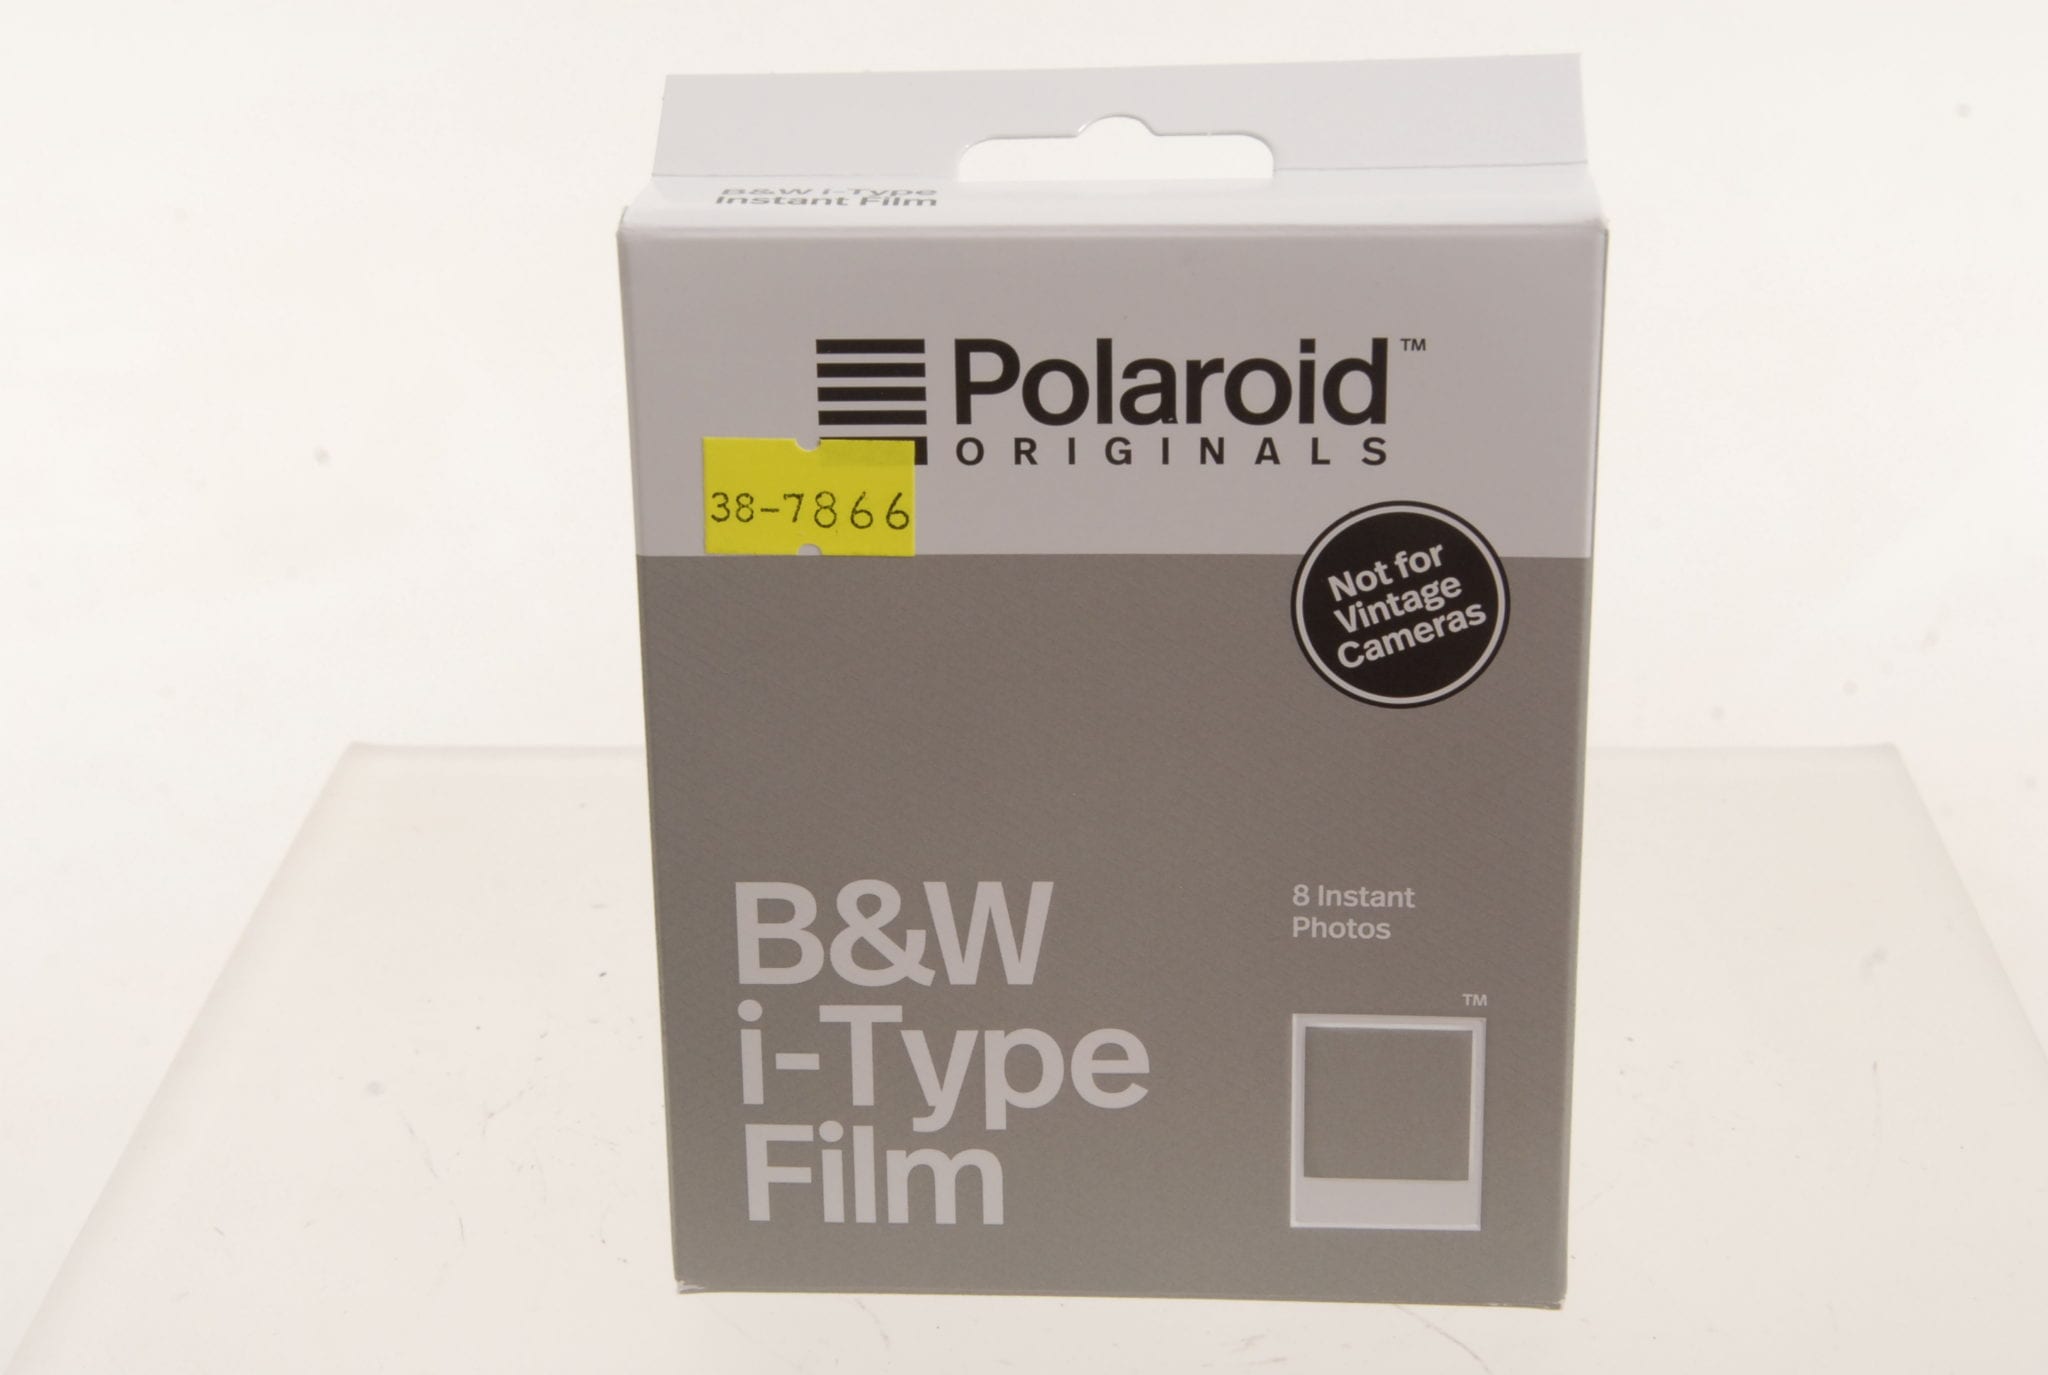 B&W i-Type
Instant Film
Polaroid™
ORIGINALS
38-7866
Not for
Vintage
Cameras
B&W
i-Type
Film
8 Instant
Photos
™